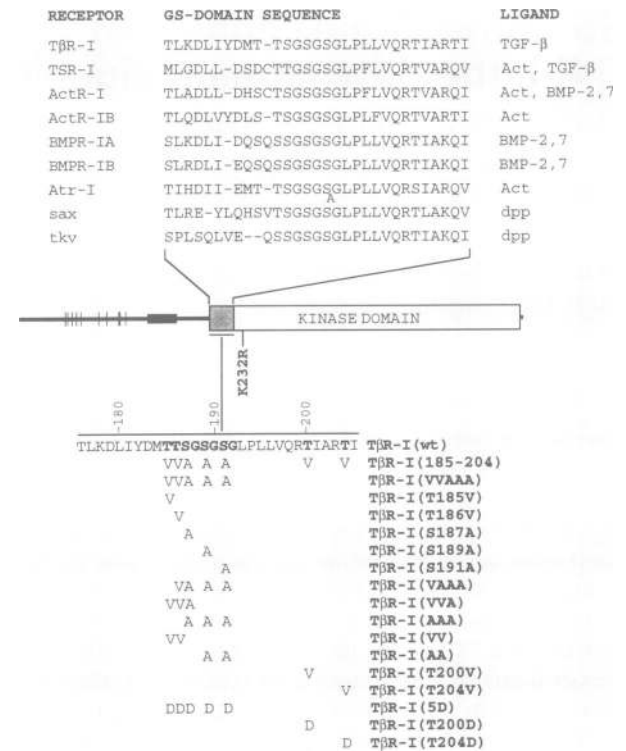 RECEPTOR GS-DOMAIN SEQUENCE LIGAND
TβR-I TLKDLIYDMT-TSGSGSGLPLLVQRTIARTI TGF-β
TSR-I MLGDLL-DSDCTTGSGSGLPFLVQRTVARQV Act, TGF-β
ActR-I TLADLL-DHSCTSGSGSGLPFLVQRTVARQI Act, BMP-2,7
ActR-IB TLQDLVYDLS-TSGSGSGLPLFVQRTVARTI Act
BMPR-IA SLKDLI-DQSQSSGSGSGLPLLVQRTIAKQI BMP-2,7
BMPR-IB SLRDLI-EQSQSSGSGSGLPLLVQRTIAKQI BMP-2,7
Atr-I TIHDII-EMT-TSGSGSGLPLLVQRSIARQV Act
A
sax TLRE-YLQHSVTSGSGSGLPLLVQRTLAKQV dpp
tkv SPLSQLVE--QSSGSGSGLPLLVQRTIAKQI dpp
KINASE DOMAIN
K232R
-180 -190 -200
TLKDLIYDMTTSGSGSGLPLLVQRTIARTI TβR-I(wt)
VVA A A V V TβR-I(185-204)
VVA A A TβR-I(VVAAA)
V TβR-I(T185V)
V TβR-I(T186V)
A TβR-I(S187A)
A TβR-I(S189A)
A TβR-I(S191A)
VA A A TβR-I(VAAA)
VVA TβR-I(VVA)
A A A TβR-I(AAA)
VV TβR-I(VV)
A A TβR-I(AA)
V TβR-I(T200V)
V TβR-I(T204V)
DDD D D TβR-I(5D)
D TβR-I(T200D)
D TβR-I(T204D)